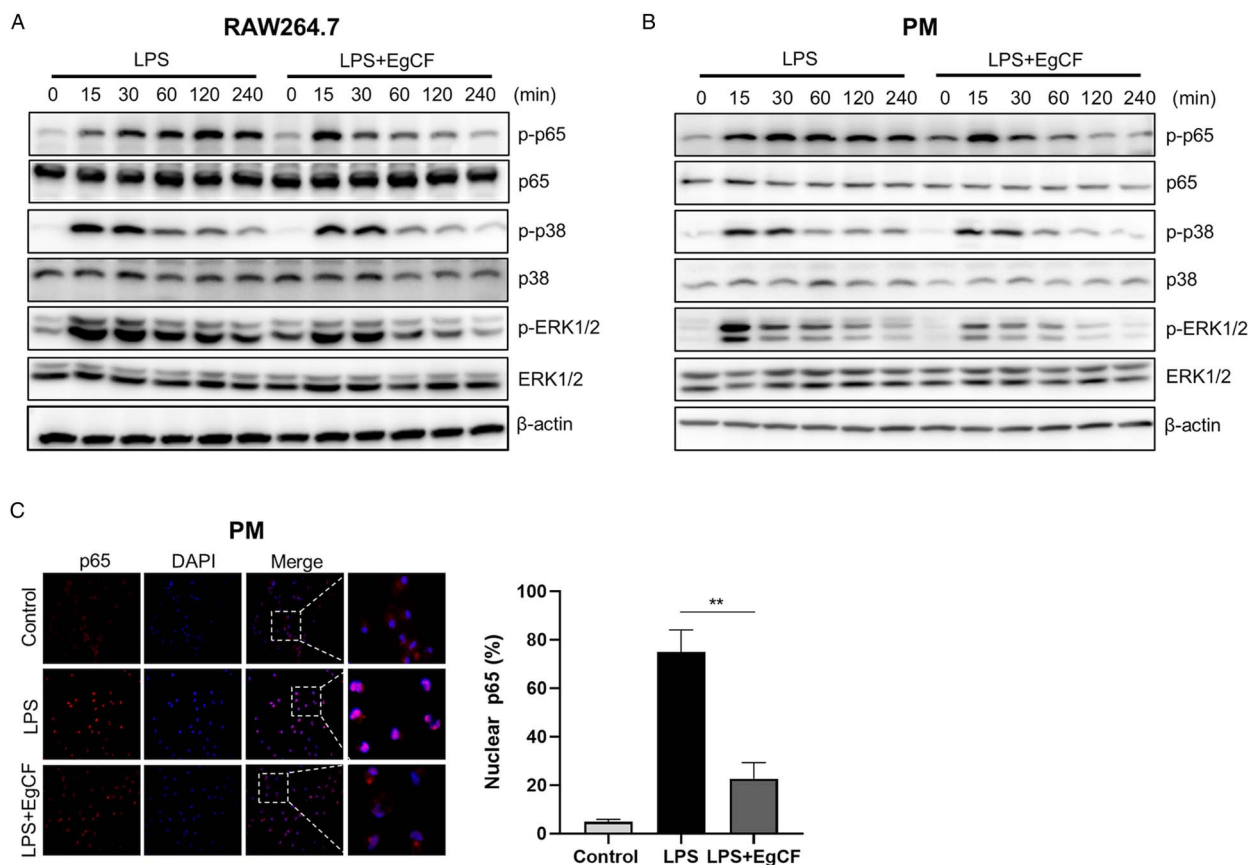 A
RAW264.7
LPS LPS+EgCF
0 15 30 60 120 240 0 15 30 60 120 240 (min)
p-p65
p65
p-p38
p38
p-ERK1/2
ERK1/2
β-actin
B
PM
LPS LPS+EgCF
0 15 30 60 120 240 0 15 30 60 120 240 (min)
p-p65
p65
p-p38
p38
p-ERK1/2
ERK1/2
β-actin
C
PM
p65 DAPI Merge
Control
LPS
LPS+EgCF
Nuclear p65 (%)
100
80
60
40
20
0
**
Control LPS LPS+EgCF